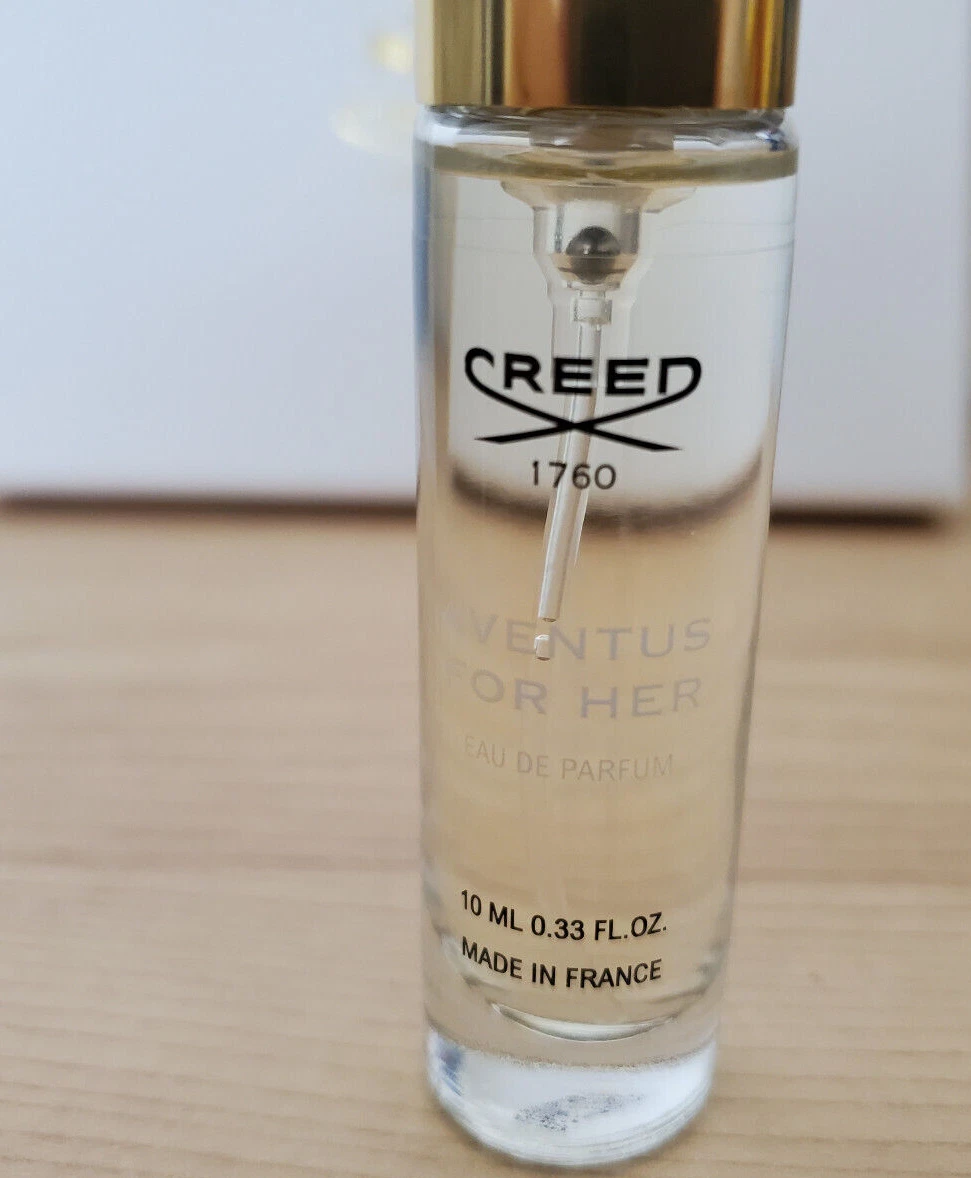 CREED
1760
AVENTUS
FOR HER
EAU DE PARFUM
10 ML 0.33 FL.OZ.
MADE IN FRANCE